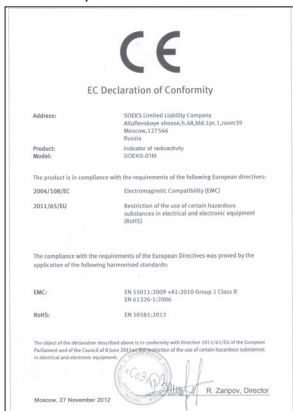 CE
EC Declaration of Conformity
Address: SOEKS Limited Liability Company
Altufievskoye shosse,h.48,bld.1pr.1,room39
Moscow,127566
Russia
Product: Indicator of radioactivity
Model: SOEKS-01M
The product is in compliance with the requirements of the following European directives:
2004/108/EC Electromagnetic Compatibility (EMC)
2011/65/EU Restriction of the use of certain hazardous
substances in electrical and electronic equipment
(RoHS)
The compliance with the requirements of the European Directives was proved by the
application of the following harmonised standards:
EMC: EN 55011:2009 +A1:2010 Group 1 Class B
EN 61326-1:2006
RoHS: EN 50581:2012
The object of the declaration described above is in conformity with Directive 2011/65/EU of the European
Parliament and of the Council of 8 June 2011 on the restriction of the use of certain hazardous substances
in electrical and electronic equipment.
R. Zaripov, Director
Moscow, 27 November 2012